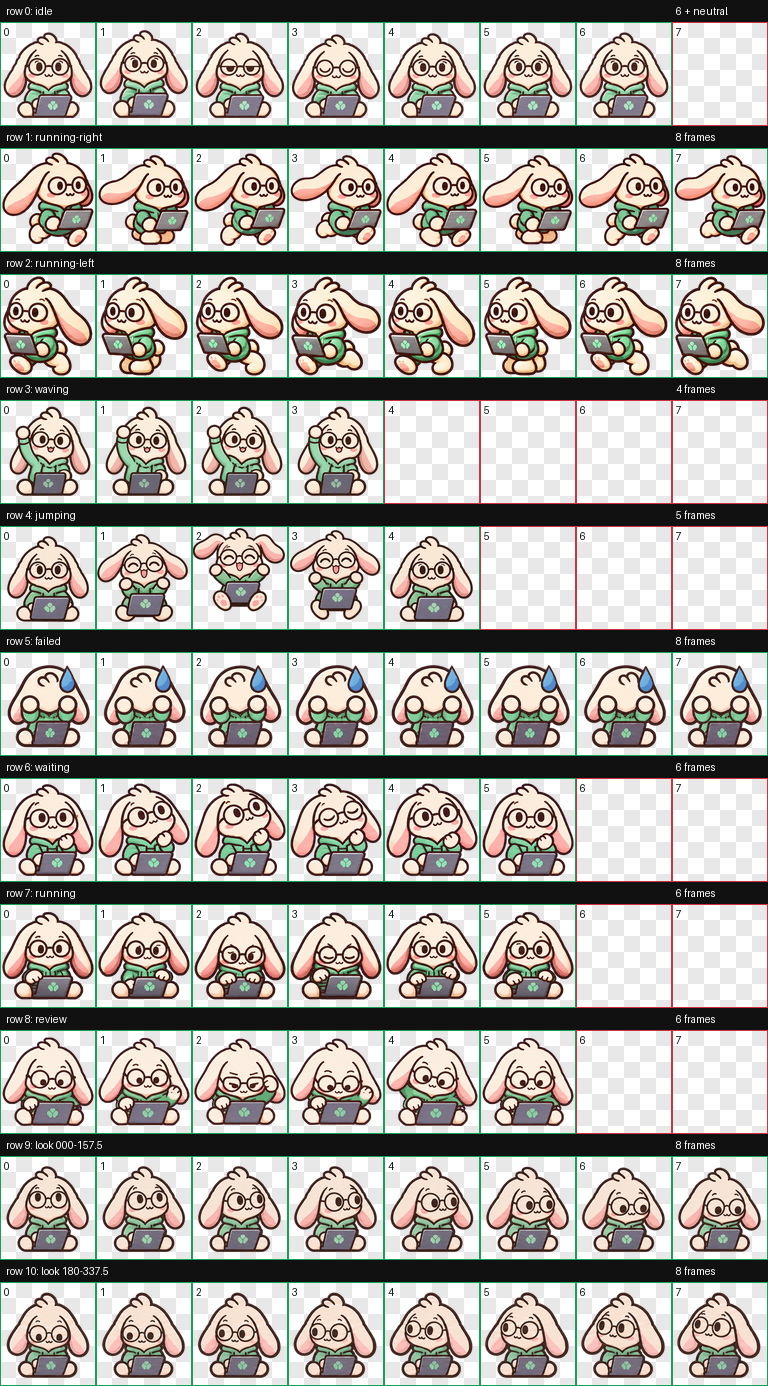 row 0: idle 6 + neutral
0 1 2 3 4 5 6 7
row 1: running-right 8 frames
0 1 2 3 4 5 6 7
row 2: running-left 8 frames
0 1 2 3 4 5 6 7
row 3: waving 4 frames
0 1 2 3 4 5 6 7
row 4: jumping 5 frames
0 1 2 3 4 5 6 7
row 5: failed 8 frames
0 1 2 3 4 5 6 7
row 6: waiting 6 frames
0 1 2 3 4 5 6 7
row 7: running 6 frames
0 1 2 3 4 5 6 7
row 8: review 6 frames
0 1 2 3 4 5 6 7
row 9: look 000-157.5 8 frames
0 1 2 3 4 5 6 7
row 10: look 180-337.5 8 frames
0 1 2 3 4 5 6 7